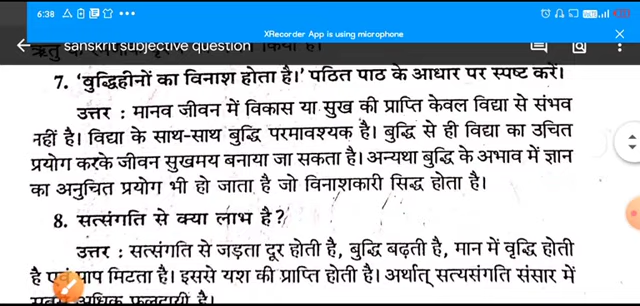 6:38
XRecorder App is using microphone
sanskrit subjective question
7. 'बुद्धिहीनों का विनाश होता है।' पठित पाठ के आधार पर स्पष्ट करें।
उत्तर : मानव जीवन में विकास या सुख की प्राप्ति केवल विद्या से संभव
नहीं है। विद्या के साथ-साथ बुद्धि परमावश्यक है। बुद्धि से ही विद्या का उचित
प्रयोग करके जीवन सुखमय बनाया जा सकता है। अन्यथा बुद्धि के अभाव में ज्ञान
का अनुचित प्रयोग भी हो जाता है जो विनाशकारी सिद्ध होता है।
8. सत्संगति से क्या लाभ है?
उत्तर : सत्संगति से जड़ता दूर होती है, बुद्धि बढ़ती है, मान में वृद्धि होती
है एवं पाप मिटता है। इससे यश की प्राप्ति होती है। अर्थात् सत्यसंगति संसार में
अधिक फलदायी है।